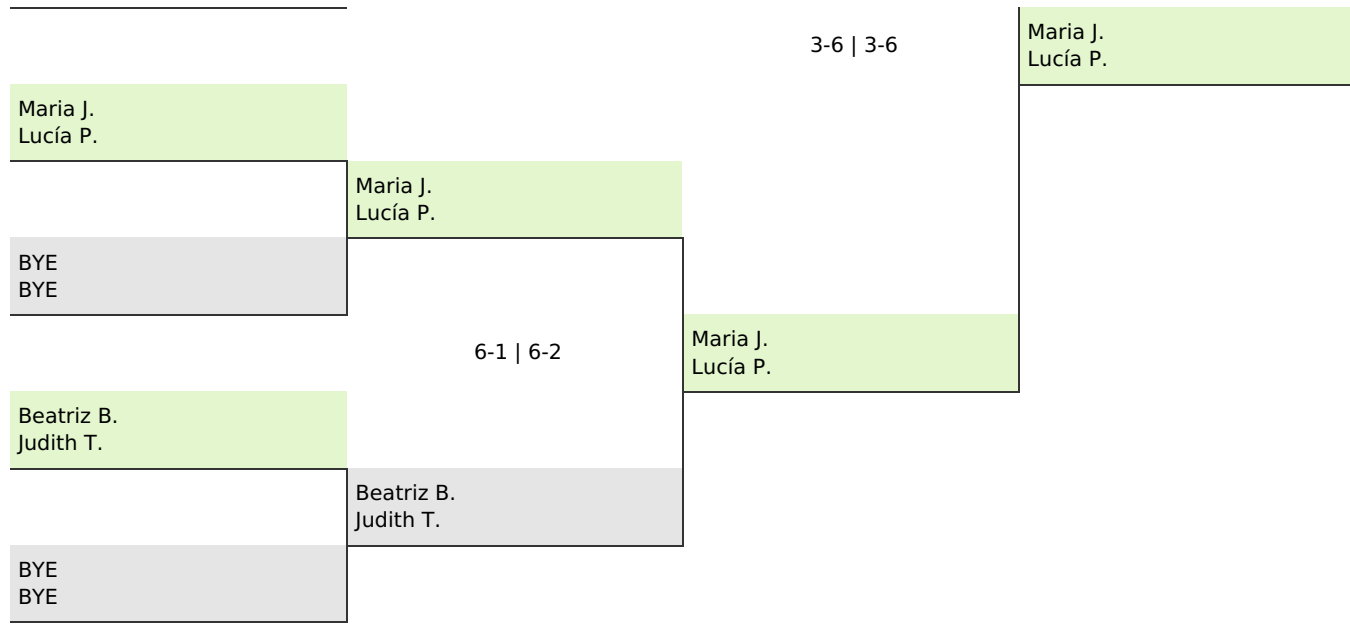 3-6 | 3-6
Maria J.
Lucía P.
Maria J.
Lucía P.
Maria J.
Lucía P.
BYE
BYE
6-1 | 6-2
Maria J.
Lucía P.
Beatriz B.
Judith T.
Beatriz B.
Judith T.
BYE
BYE